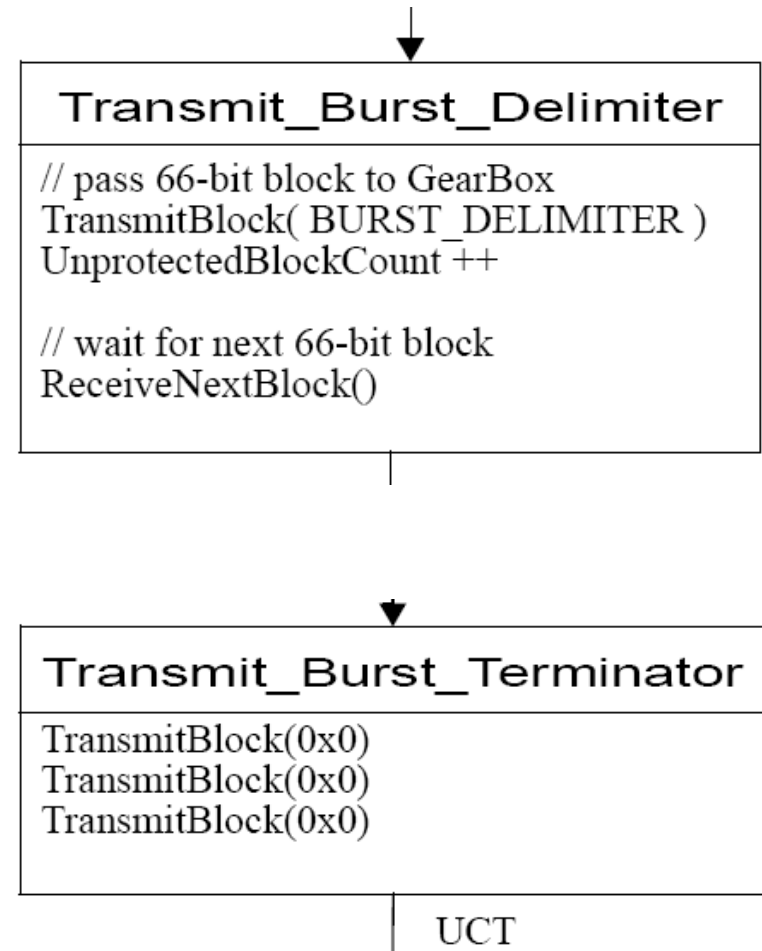 Transmit_Burst_Delimiter
// pass 66-bit block to GearBox
TransmitBlock( BURST_DELIMITER )
UnprotectedBlockCount ++
// wait for next 66-bit block
ReceiveNextBlock()
Transmit_Burst_Terminator
TransmitBlock(0x0)
TransmitBlock(0x0)
TransmitBlock(0x0)
UCT